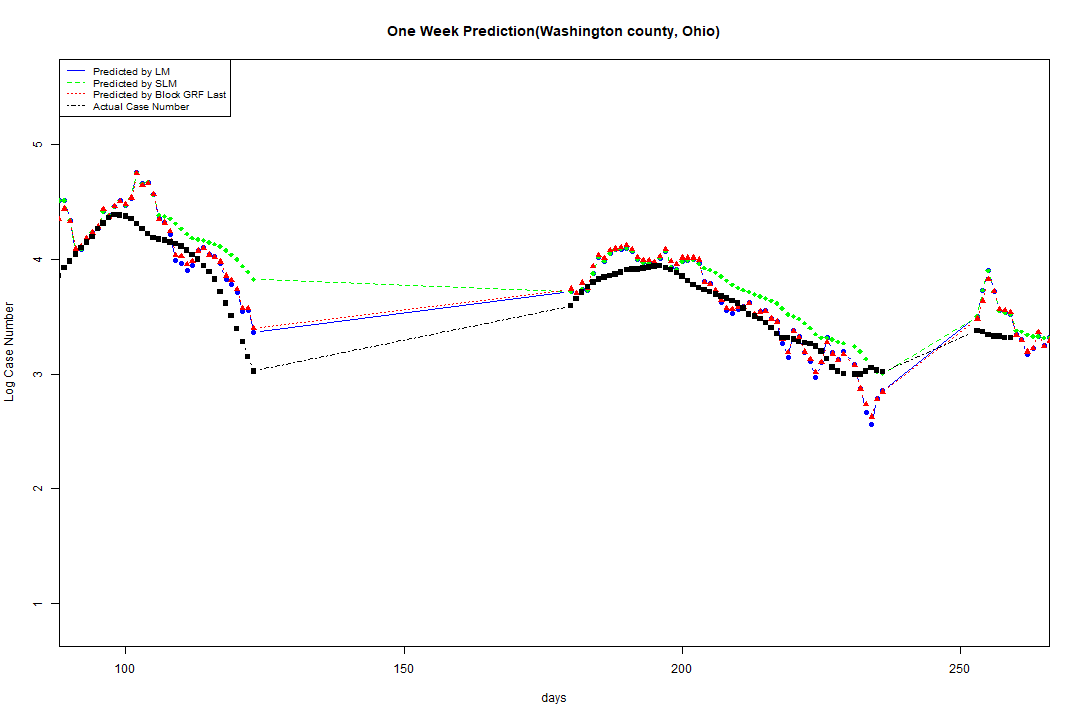 One Week Prediction(Washington county, Ohio)
Predicted by LM
Predicted by SLM
Predicted by Block GRF Last
Actual Case Number
Log Case Number
5
4
3
2
1
100
150
200
250
days